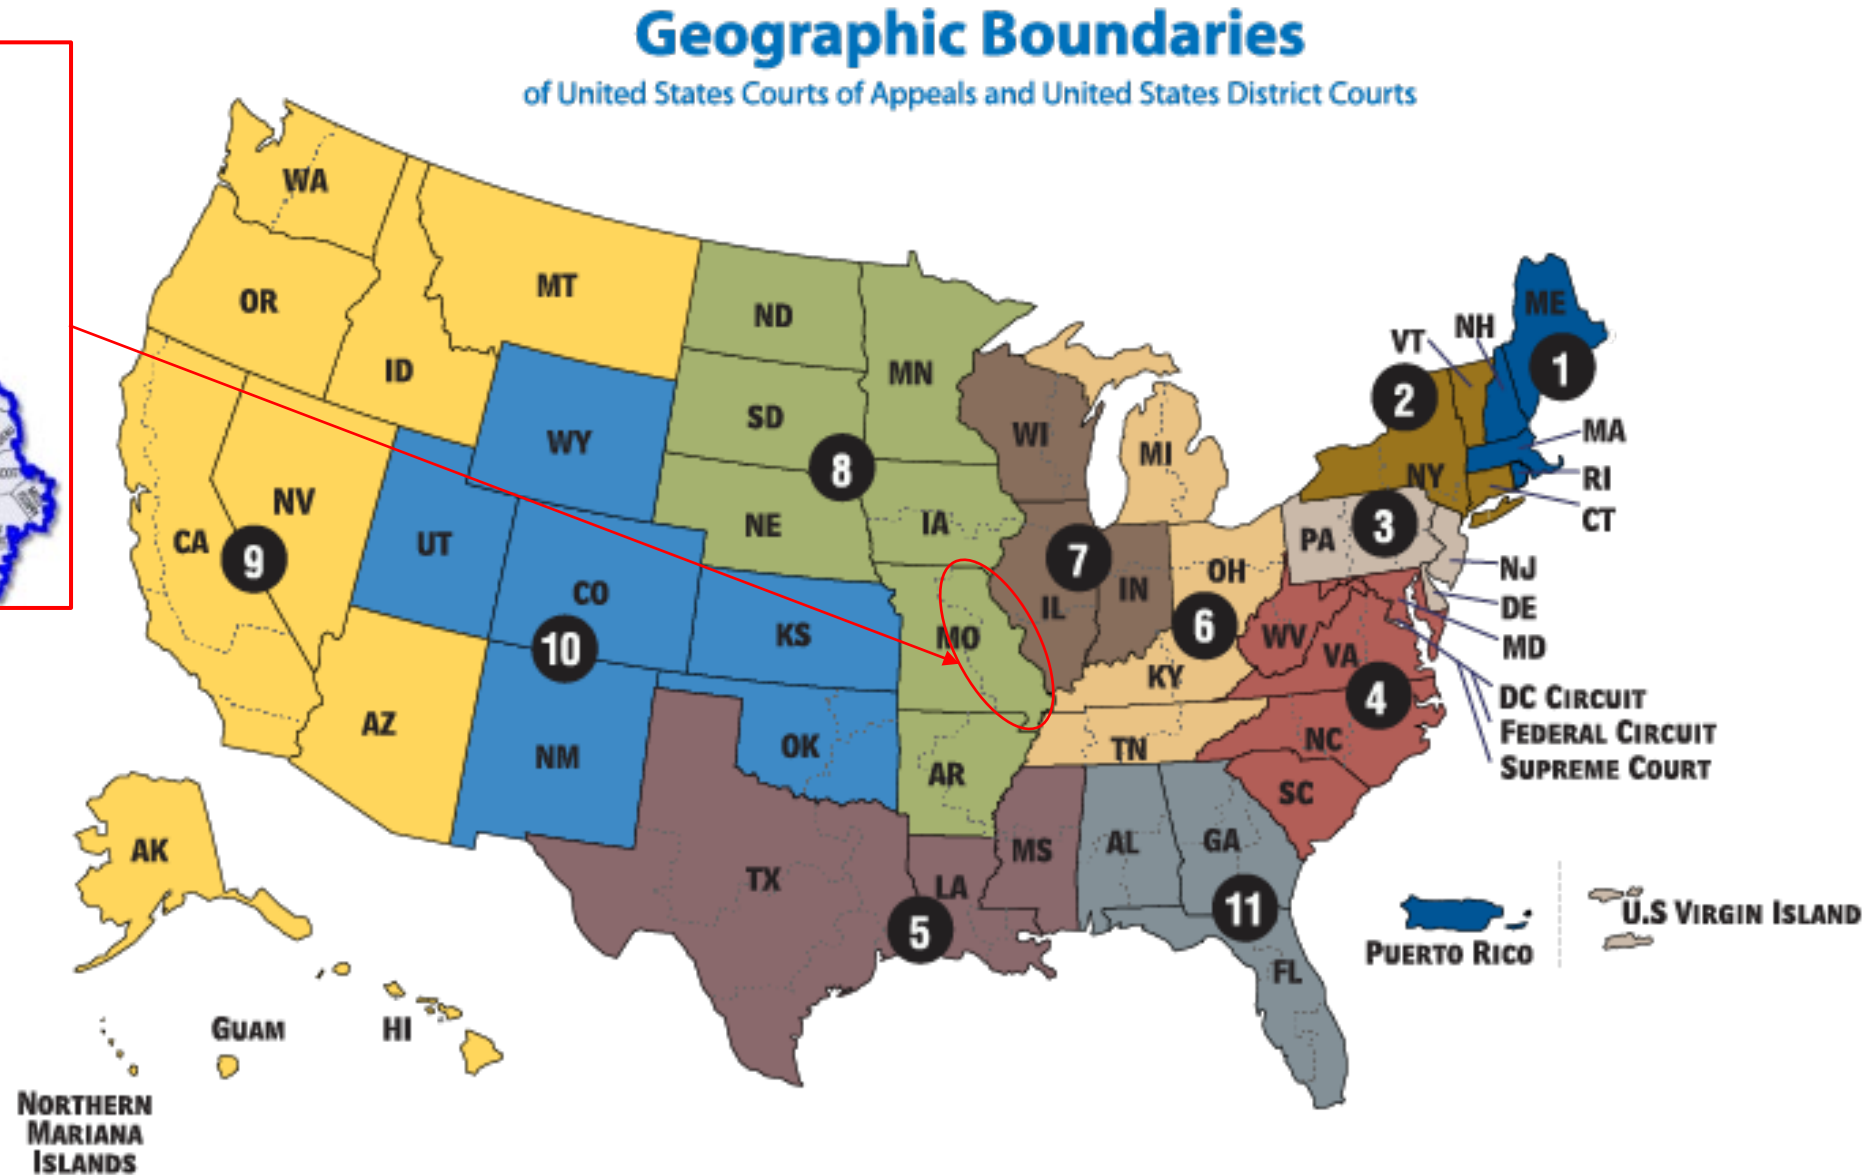 Geographic Boundaries
of United States Courts of Appeals and United States District Courts
WA
OR
MT
ID
ND
MN
SD
WY
NE
IA
WI
MI
VT
NH
ME
1
2
MA
RI
CT
NY
PA
3
NJ
DE
MD
DC CIRCUIT
FEDERAL CIRCUIT
SUPREME COURT
8
7
IL
IN
OH
6
WV
VA
4
KY
NC
TN
SC
CA
9
NV
UT
CO
10
KS
MO
AZ
NM
OK
AR
TX
LA
5
MS
AL
GA
11
FL
AK
HI
GUAM
NORTHERN
MARIANA
ISLANDS
PUERTO RICO
U.S VIRGIN ISLAND